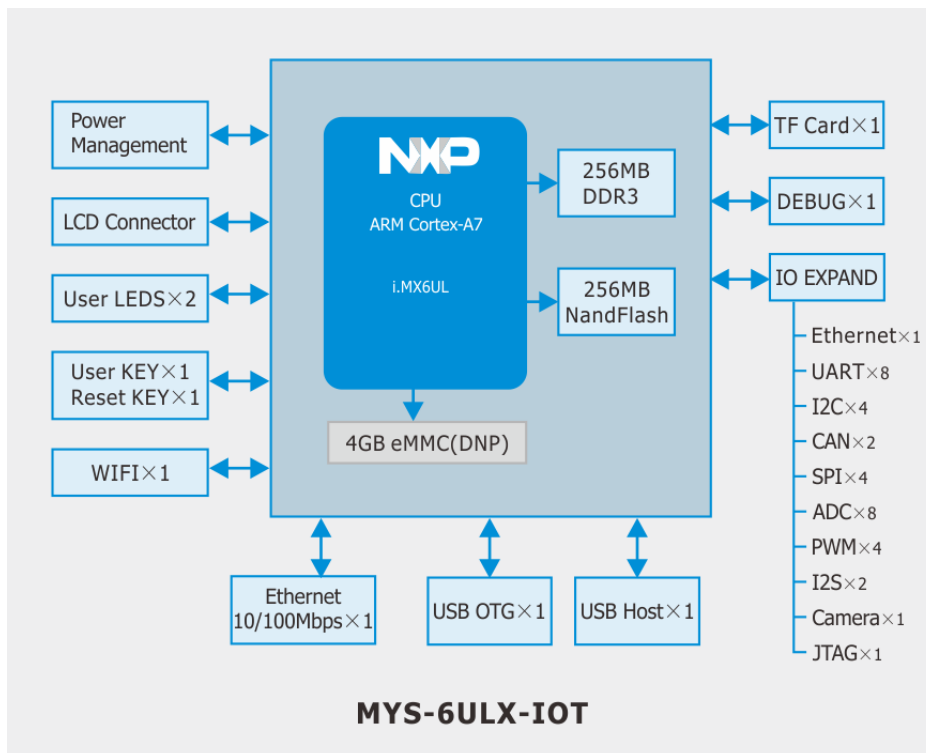 Power
Management
LCD Connector
User LEDS×2
User KEY×1
Reset KEY×1
WIFI×1
NXP
CPU
ARM Cortex-A7
i.MX6UL
256MB
DDR3
256MB
NandFlash
4GB eMMC(DNP)
TF Card×1
DEBUG×1
IO EXPAND
Ethernet×1
UART×8
I2C×4
CAN×2
SPI×4
ADC×8
PWM×4
I2S×2
Camera×1
JTAG×1
Ethernet
10/100Mbps×1
USB OTG×1
USB Host×1
MYS-6ULX-IOT